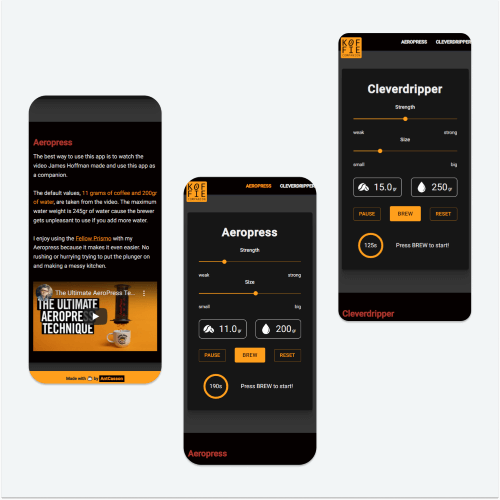 Aeropress
The best way to use this app is to watch the
video James Hoffman made and use this app as
a companion.
The default values, 11 grams of coffee and 200gr
of water, are taken from the video. The maximum
water weight is 245gr of water cause the brewer
gets unpleasant to use if you add more water.
I enjoy using the Fellow Prismo with my
Aeropress because it makes it even easier. No
rushing or hurrying trying to put the plunger on
and making a messy kitchen.
The Ultimate AeroPress Te...
THE ULTIMATE
AEROPRESS
TECHNIQUE
Made with by AntCassom
KOF
FIE
AEROPRESS CLEVERDRIPPER
Aeropress
Strength
weak strong
Size
small big
11.0 gr 200 gr
PAUSE BREW RESET
190s Press BREW to start!
Aeropress
KOF
FIE
AEROPRESS CLEVERDRIPPER
Cleverdripper
Strength
weak strong
Size
small big
15.0 gr 250 gr
PAUSE BREW RESET
125s Press BREW to start!
Cleverdripper